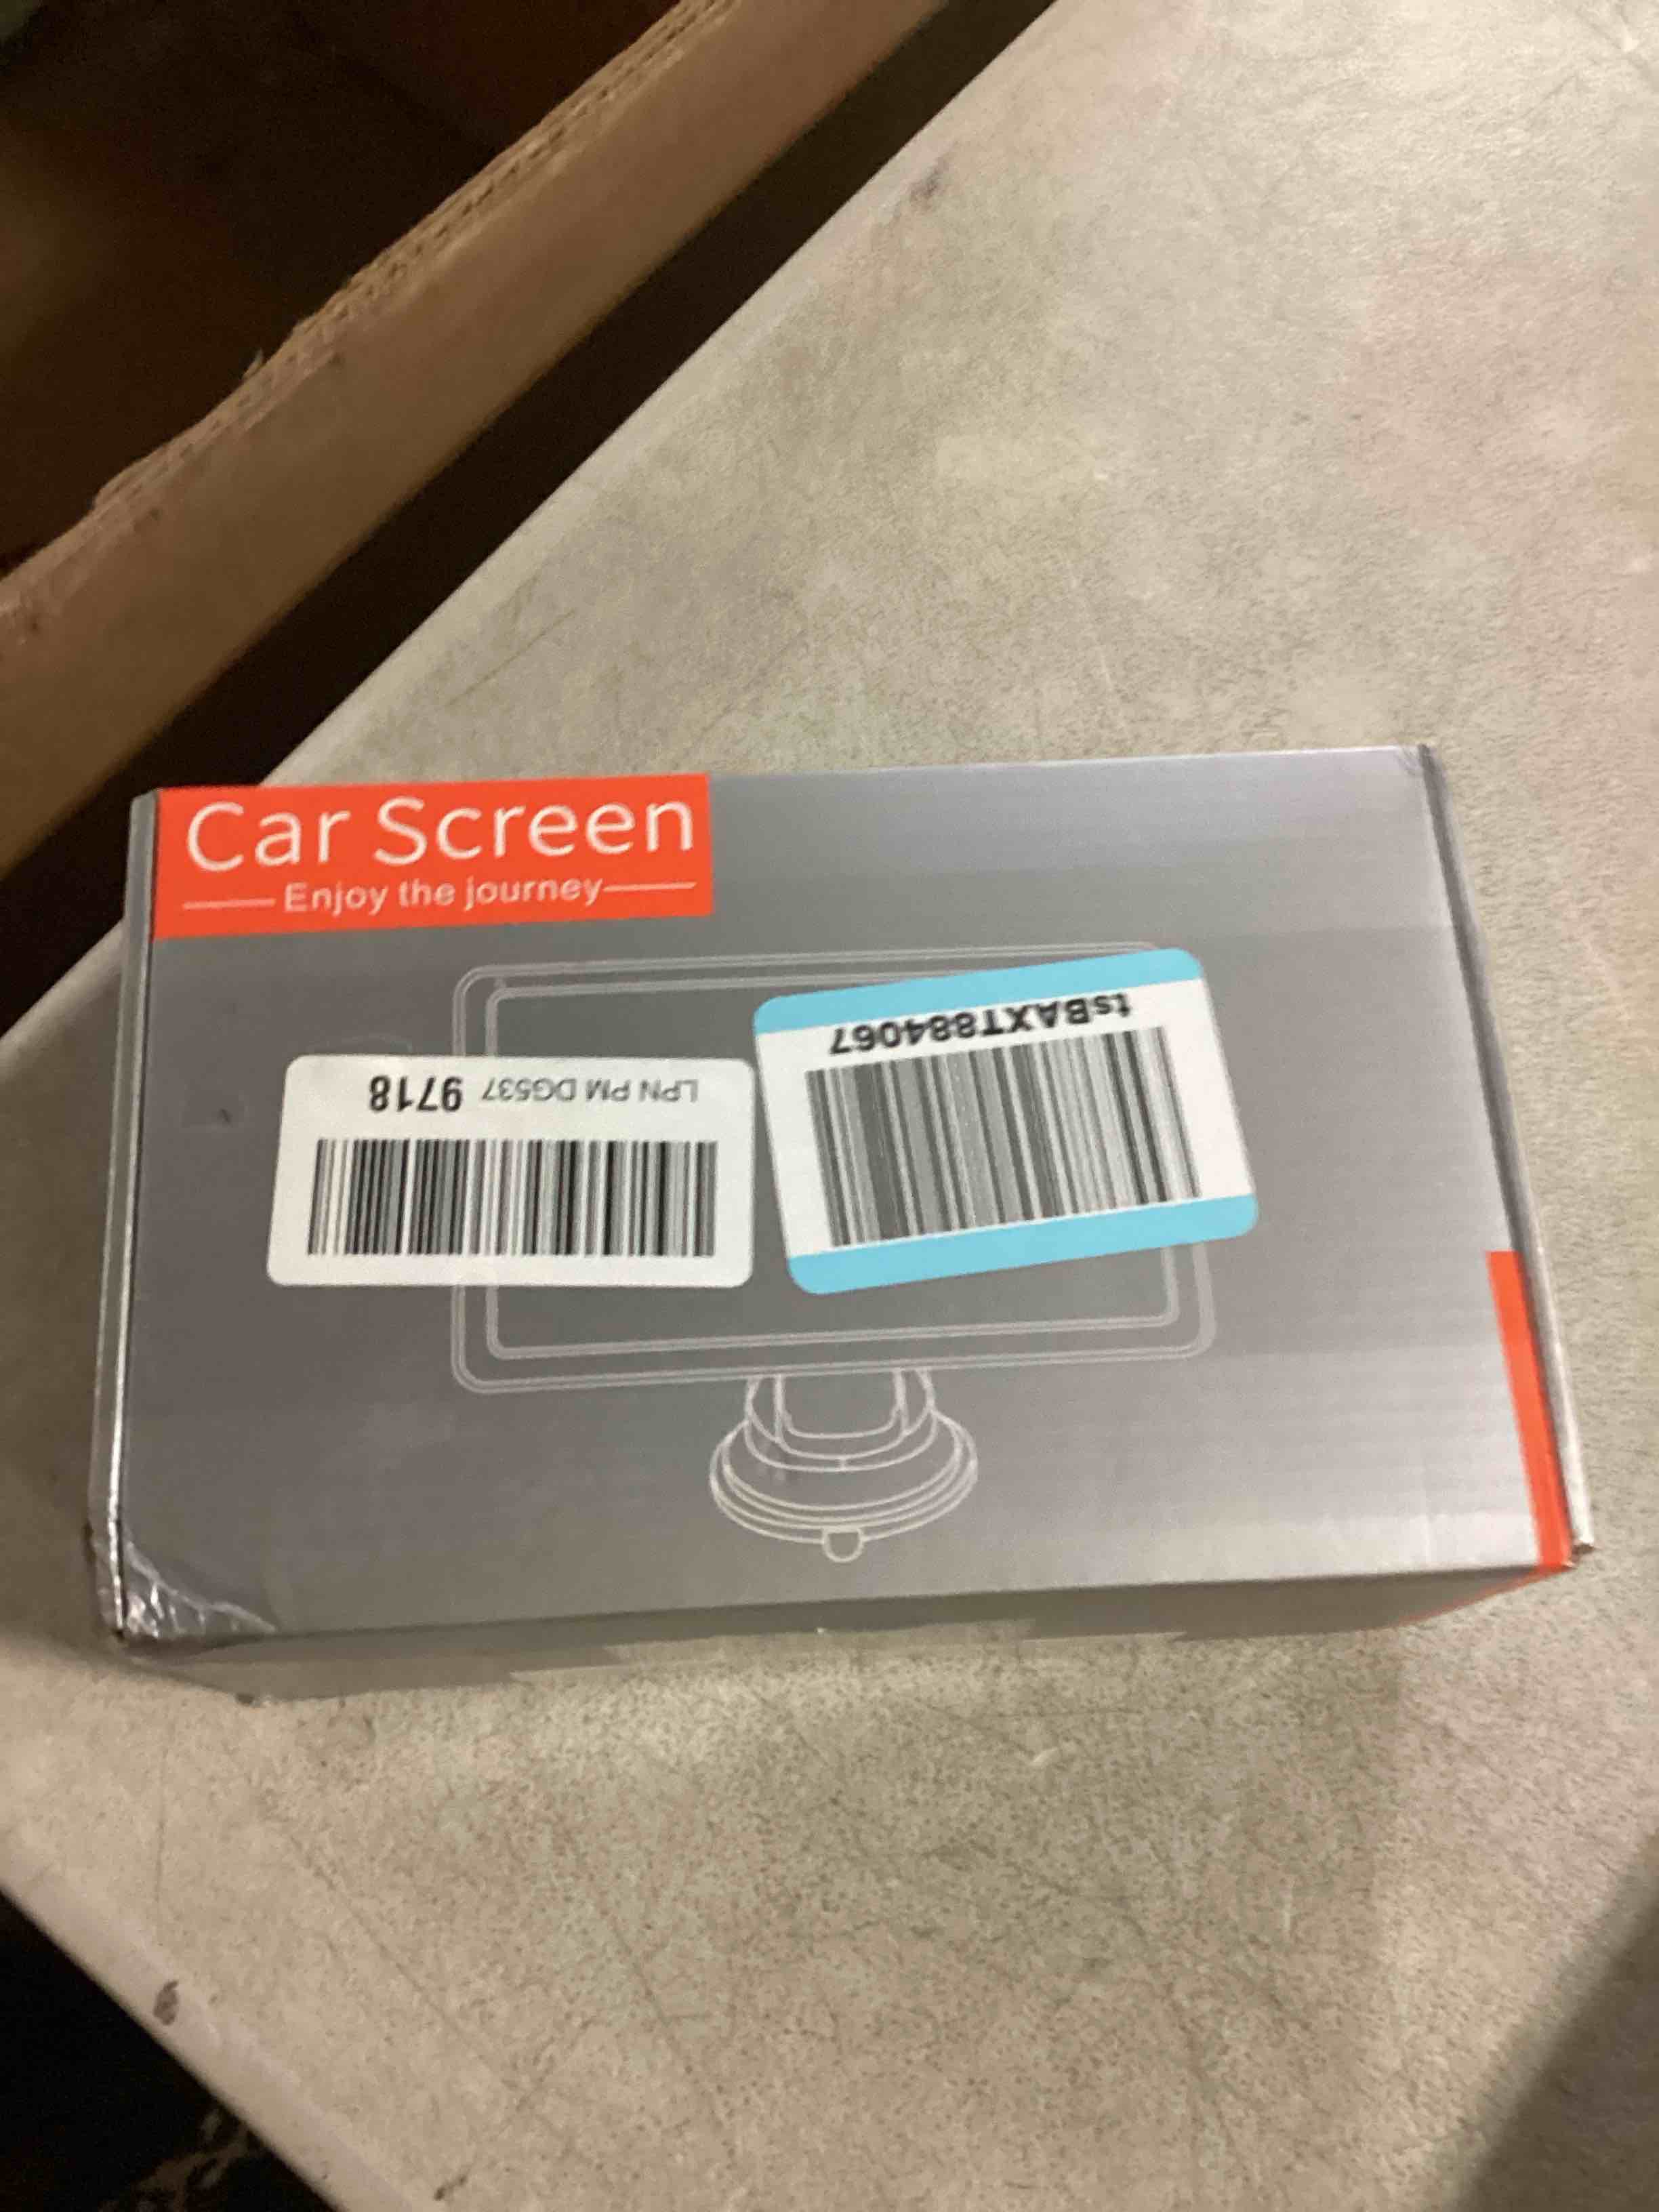 Car Screen
Enjoy the journey
tsBAXT884067
LPN PM DG537 9718